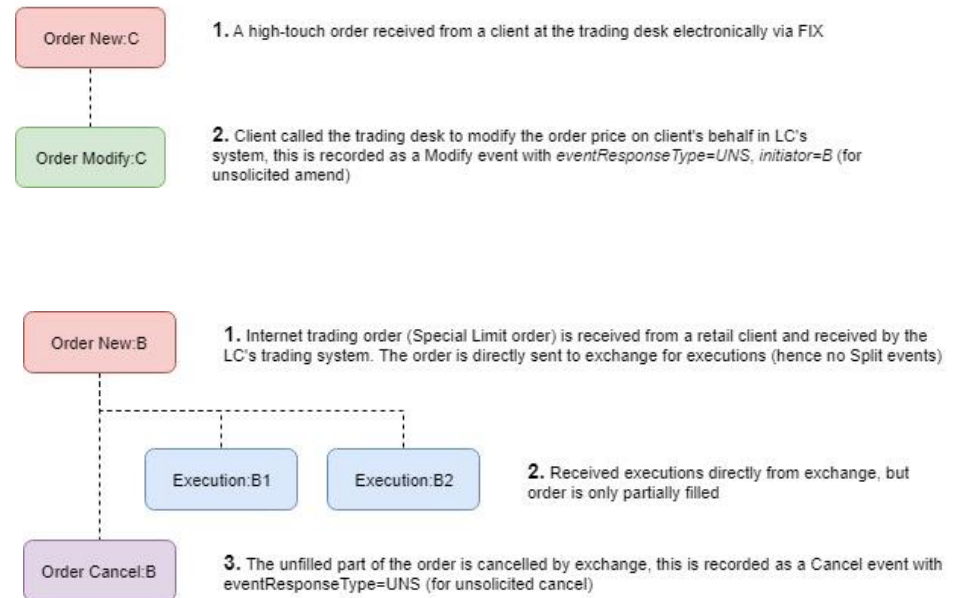 Order New:C
1. A high-touch order received from a client at the trading desk electronically via FIX
Order Modify:C
2. Client called the trading desk to modify the order price on client's behalf in LC's
system, this is recorded as a Modify event with eventResponseType=UNS, initiator=B (for
unsolicited amend)
Order New:B
1. Internet trading order (Special Limit order) is received from a retail client and received by the
LC's trading system. The order is directly sent to exchange for executions (hence no Split events)
Execution:B1
Execution:B2
2. Received executions directly from exchange, but
order is only partially filled
Order Cancel:B
3. The unfilled part of the order is cancelled by exchange, this is recorded as a Cancel event with
eventResponseType=UNS (for unsolicited cancel)